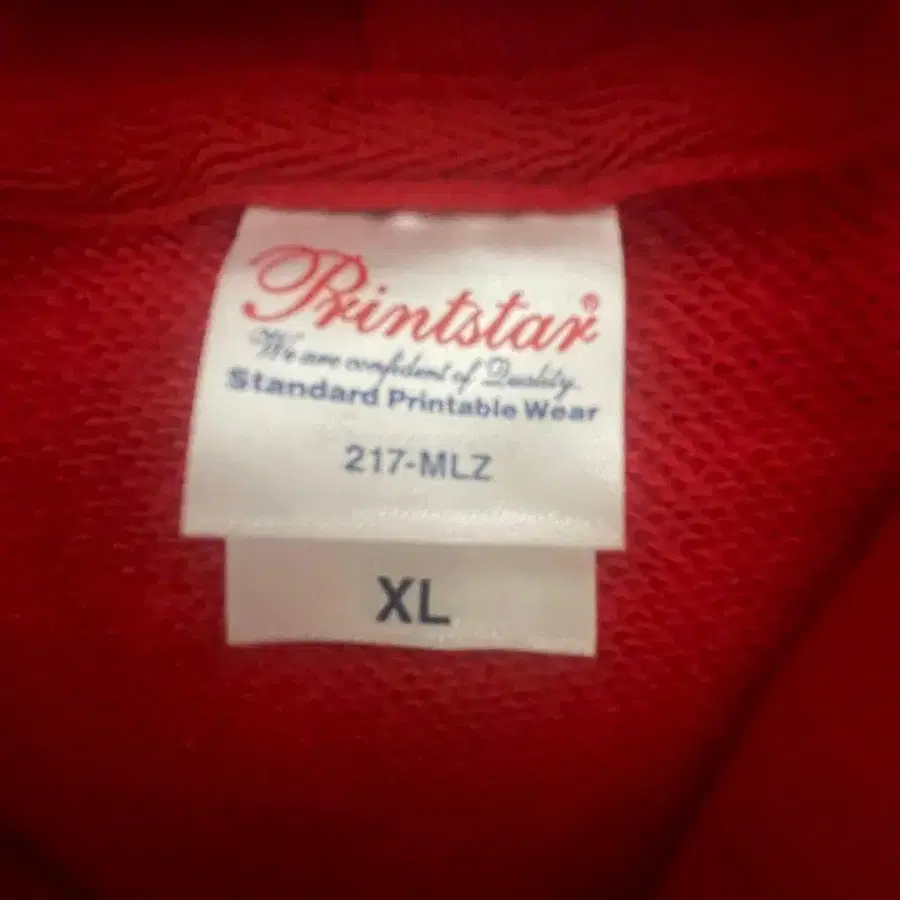 Printstar®
We are confident of Quality.
Standard Printable Wear
217-MLZ
XL